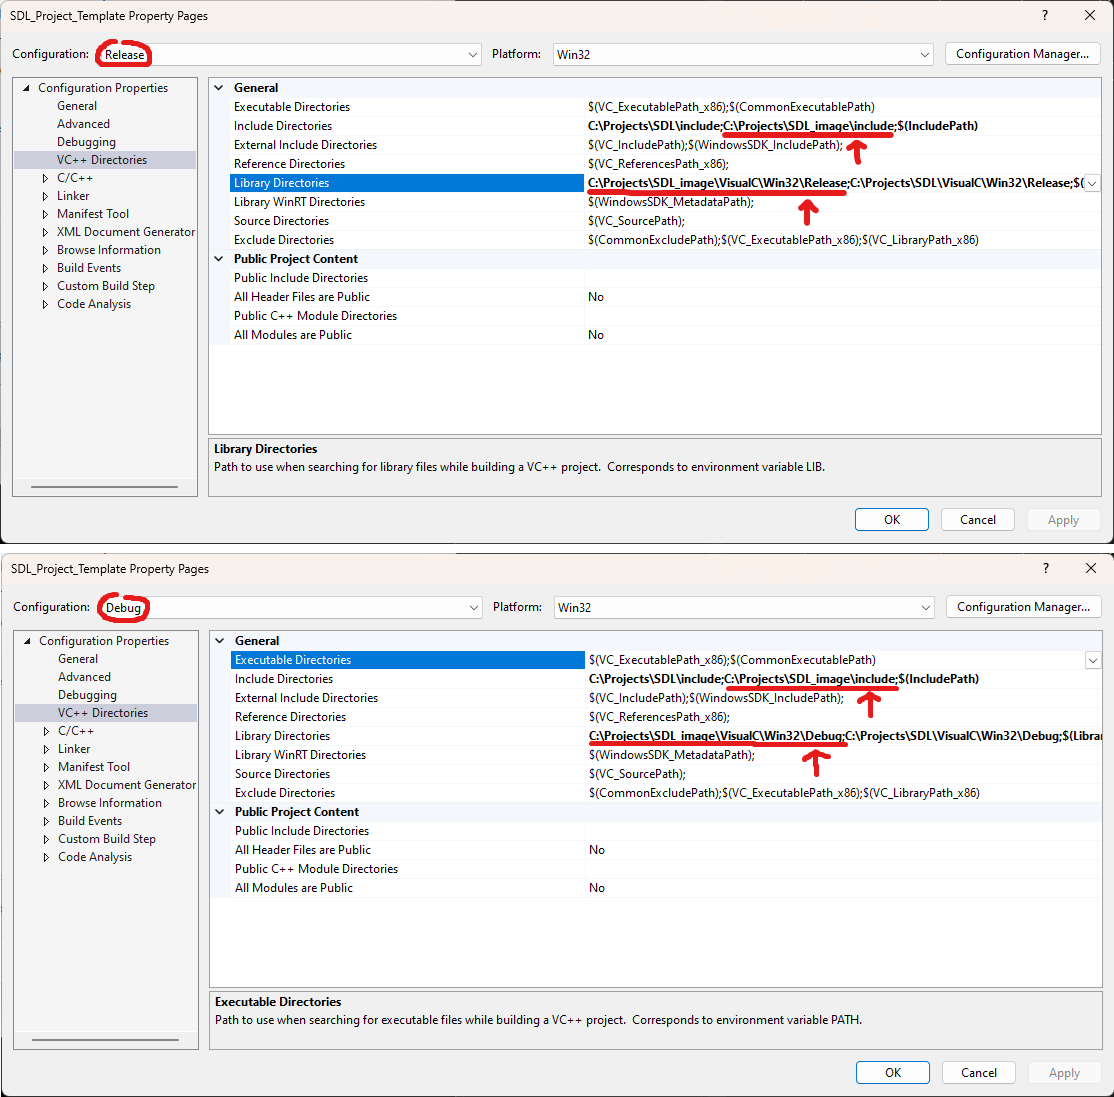 SDL_Project_Template Property Pages
Configuration: Release Platform: Win32 Configuration Manager...
Configuration Properties
General
Advanced
Debugging
VC++ Directories
C/C++
Linker
Manifest Tool
XML Document Generator
Browse Information
Build Events
Custom Build Step
Code Analysis
General
Executable Directories $(VC_ExecutablePath_x86);$(CommonExecutablePath)
Include Directories C:\Projects\SDL\include;C:\Projects\SDL_image\include;$(IncludePath)
External Include Directories $(VC_IncludePath);$(WindowsSDK_IncludePath);
Reference Directories $(VC_ReferencesPath_x86);
Library Directories C:\Projects\SDL_image\VisualC\Win32\Release;C:\Projects\SDL\VisualC\Win32\Release;$(
Library WinRT Directories $(WindowsSDK_MetadataPath);
Source Directories $(VC_SourcePath);
Exclude Directories $(CommonExcludePath);$(VC_ExecutablePath_x86);$(VC_LibraryPath_x86)
Public Project Content
Public Include Directories
All Header Files are Public No
Public C++ Module Directories
All Modules are Public No
Library Directories
Path to use when searching for library files while building a VC++ project. Corresponds to environment variable LIB.
OK Cancel Apply
SDL_Project_Template Property Pages
Configuration: Debug Platform: Win32 Configuration Manager...
Configuration Properties
General
Advanced
Debugging
VC++ Directories
C/C++
Linker
Manifest Tool
XML Document Generator
Browse Information
Build Events
Custom Build Step
Code Analysis
General
Executable Directories $(VC_ExecutablePath_x86);$(CommonExecutablePath)
Include Directories C:\Projects\SDL\include;C:\Projects\SDL_image\include;$(IncludePath)
External Include Directories $(VC_IncludePath);$(WindowsSDK_IncludePath);
Reference Directories $(VC_ReferencesPath_x86);
Library Directories C:\Projects\SDL_image\VisualC\Win32\Debug;C:\Projects\SDL\VisualC\Win32\Debug;$(Libra
Library WinRT Directories $(WindowsSDK_MetadataPath);
Source Directories $(VC_SourcePath);
Exclude Directories $(CommonExcludePath);$(VC_ExecutablePath_x86);$(VC_LibraryPath_x86)
Public Project Content
Public Include Directories
All Header Files are Public No
Public C++ Module Directories
All Modules are Public No
Executable Directories
Path to use when searching for executable files while building a VC++ project. Corresponds to environment variable PATH.
OK Cancel Apply